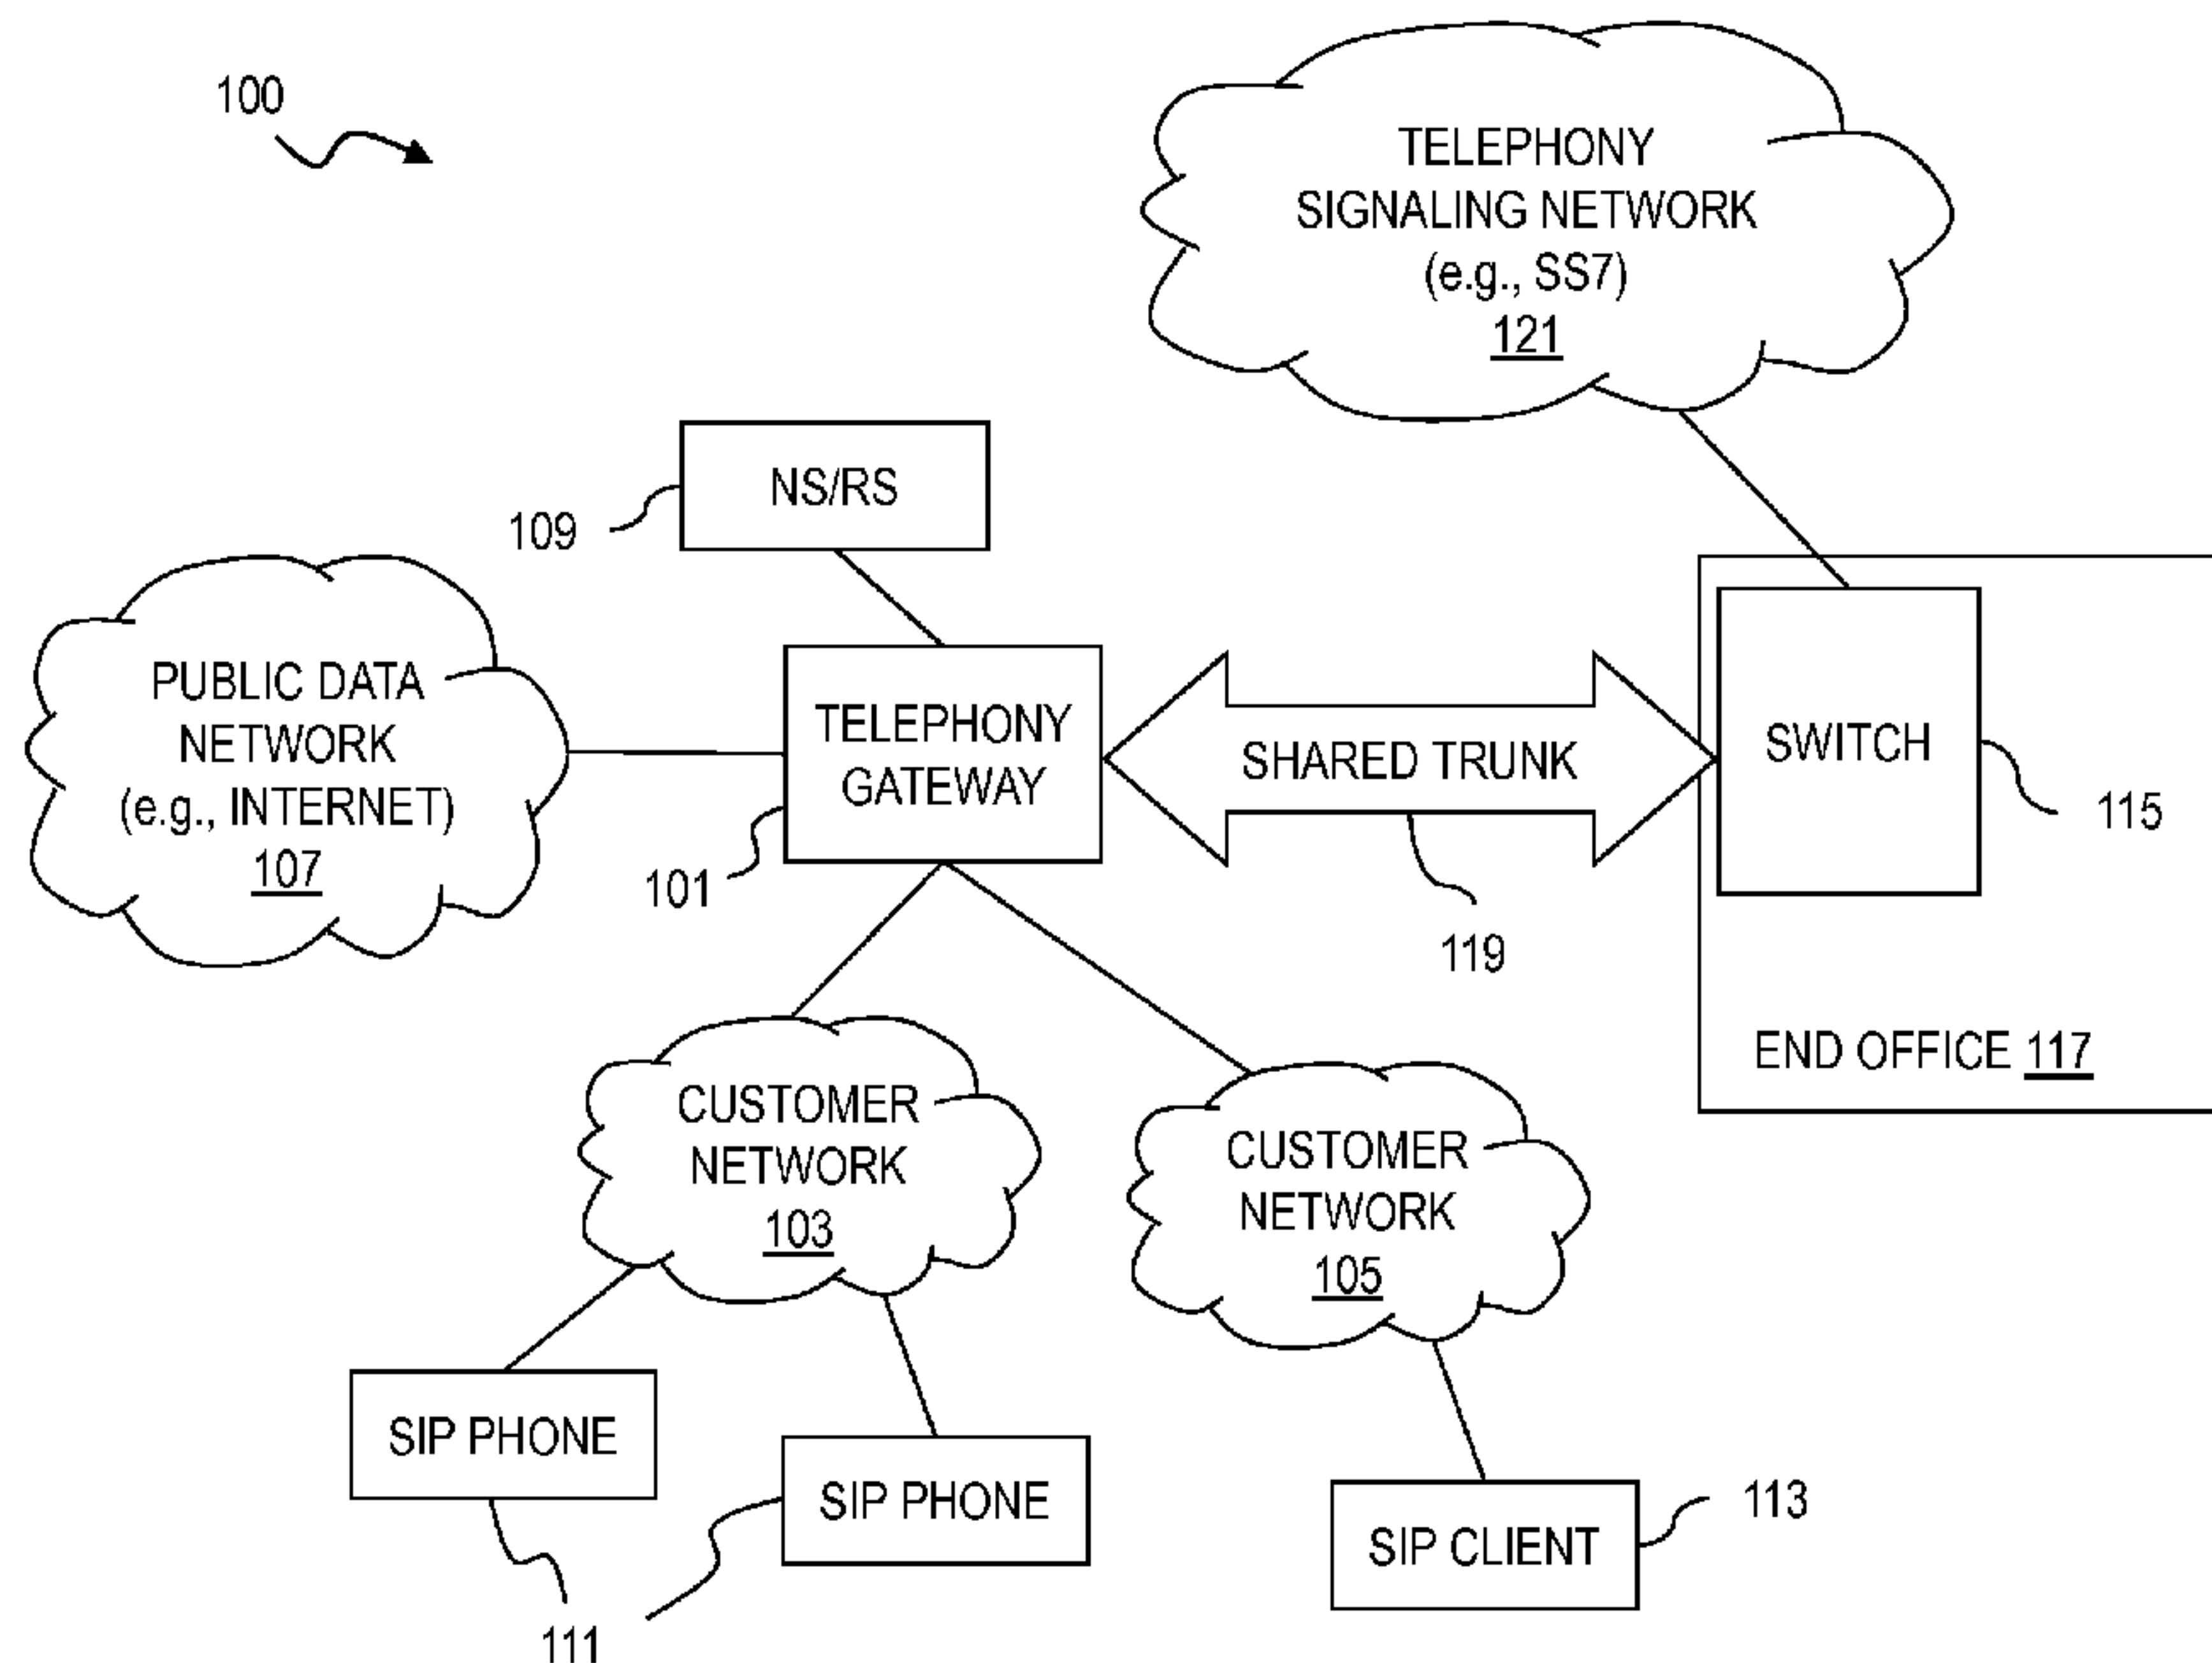 100
TELEPHONY
SIGNALING NETWORK
(e.g., SS7)
121
NS/RS
109
PUBLIC DATA
NETWORK
(e.g., INTERNET)
107
TELEPHONY
GATEWAY
101
SHARED TRUNK
119
SWITCH
115
END OFFICE 117
CUSTOMER
NETWORK
103
CUSTOMER
NETWORK
105
SIP PHONE
SIP PHONE
111
SIP CLIENT
113